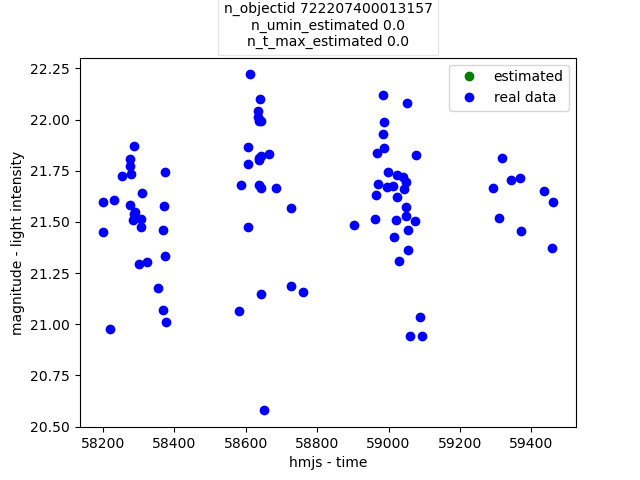 n_objectid 722207400013157
n_umin_estimated 0.0
n_t_max_estimated 0.0
22.25
22.00
21.75
21.50
21.25
21.00
20.75
20.50
magnitude - light intensity
estimated
real data
58200 58400 58600 58800 59000 59200 59400
hmjs - time